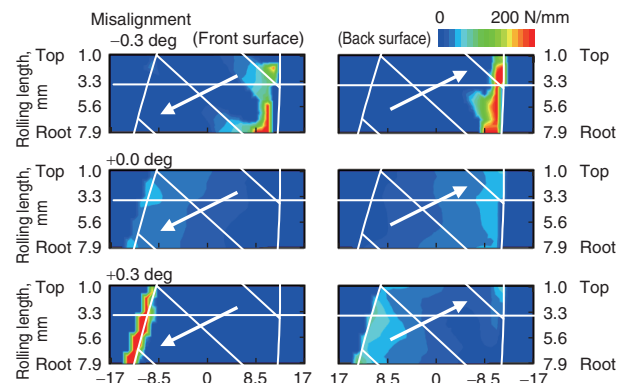 Misalignment
0 200 N/mm
−0.3 deg (Front surface) (Back surface)
Rolling length, mm
Top 1.0 1.0 Top
3.3 3.3
5.6 5.6
Root 7.9 7.9 Root
+0.0 deg
Rolling length, mm
Top 1.0 1.0 Top
3.3 3.3
5.6 5.6
Root 7.9 7.9 Root
+0.3 deg
Rolling length, mm
Top 1.0 1.0 Top
3.3 3.3
5.6 5.6
Root 7.9 7.9 Root
−17 −8.5 0 8.5 17 17 8.5 0 −8.5 −17